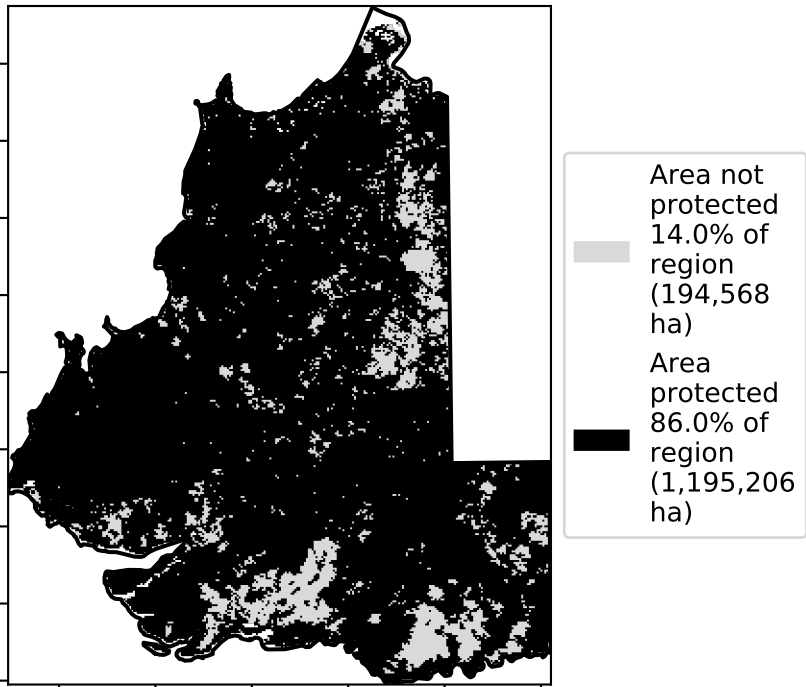 Area not
protected
14.0% of
region
(194,568
ha)
Area
protected
86.0% of
region
(1,195,206
ha)